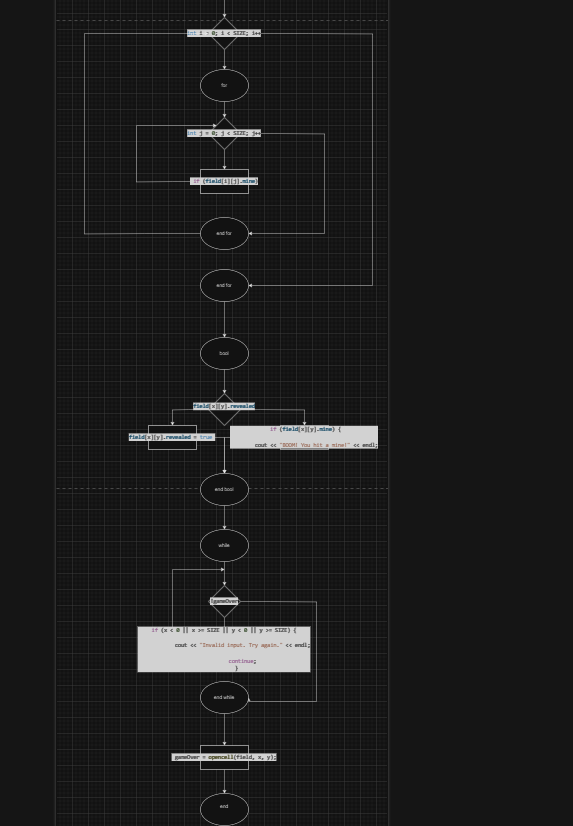 int i = 0; i < SIZE; i++
for
int j = 0; j < SIZE; j++
if (field[i][j].mine)
end for
end for
bool
field[x][y].revealed
if (field[x][y].mine) {
field[x][y].revealed = true
cout << "BOOM! You hit a mine!" << endl;
end bool
while
!gameOver
if (x < 0 || x >= SIZE || y < 0 || y >= SIZE) {
cout << "Invalid input. Try again." << endl;
continue;
}
end while
gameOver = opencell(field, x, y);
end